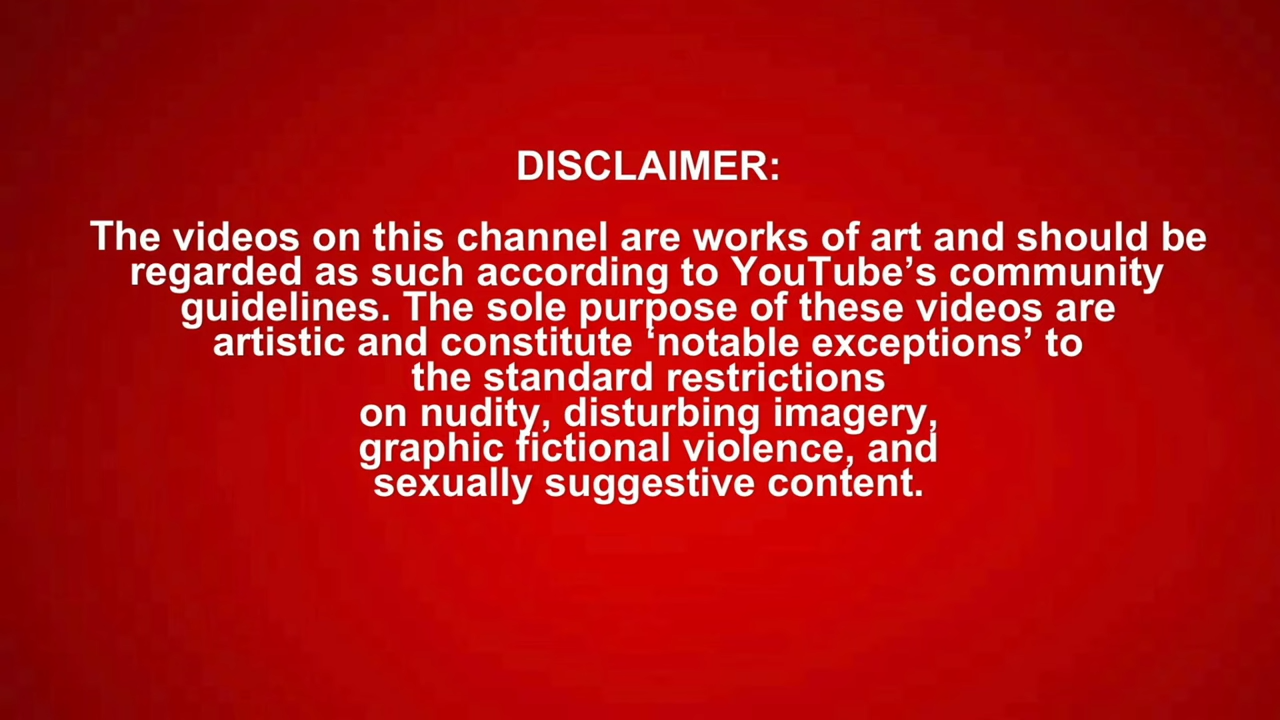 DISCLAIMER:
The videos on this channel are works of art and should be
regarded as such according to YouTube’s community
guidelines. The sole purpose of these videos are
artistic and constitute ‘notable exceptions’ to
the standard restrictions
on nudity, disturbing imagery,
graphic fictional violence, and
sexually suggestive content.